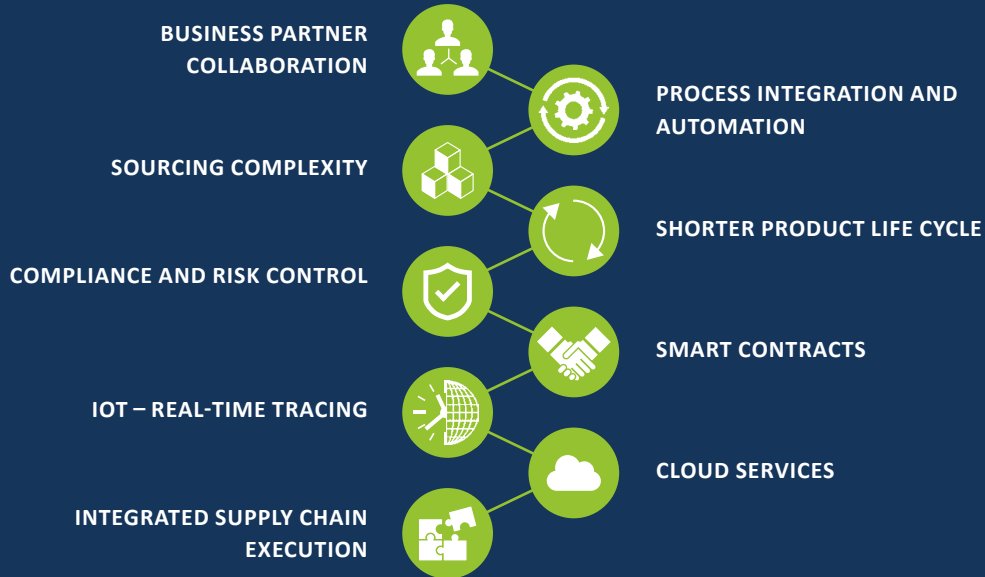 BUSINESS PARTNER
COLLABORATION
PROCESS INTEGRATION AND
AUTOMATION
SOURCING COMPLEXITY
SHORTER PRODUCT LIFE CYCLE
COMPLIANCE AND RISK CONTROL
SMART CONTRACTS
IOT – REAL-TIME TRACING
CLOUD SERVICES
INTEGRATED SUPPLY CHAIN
EXECUTION